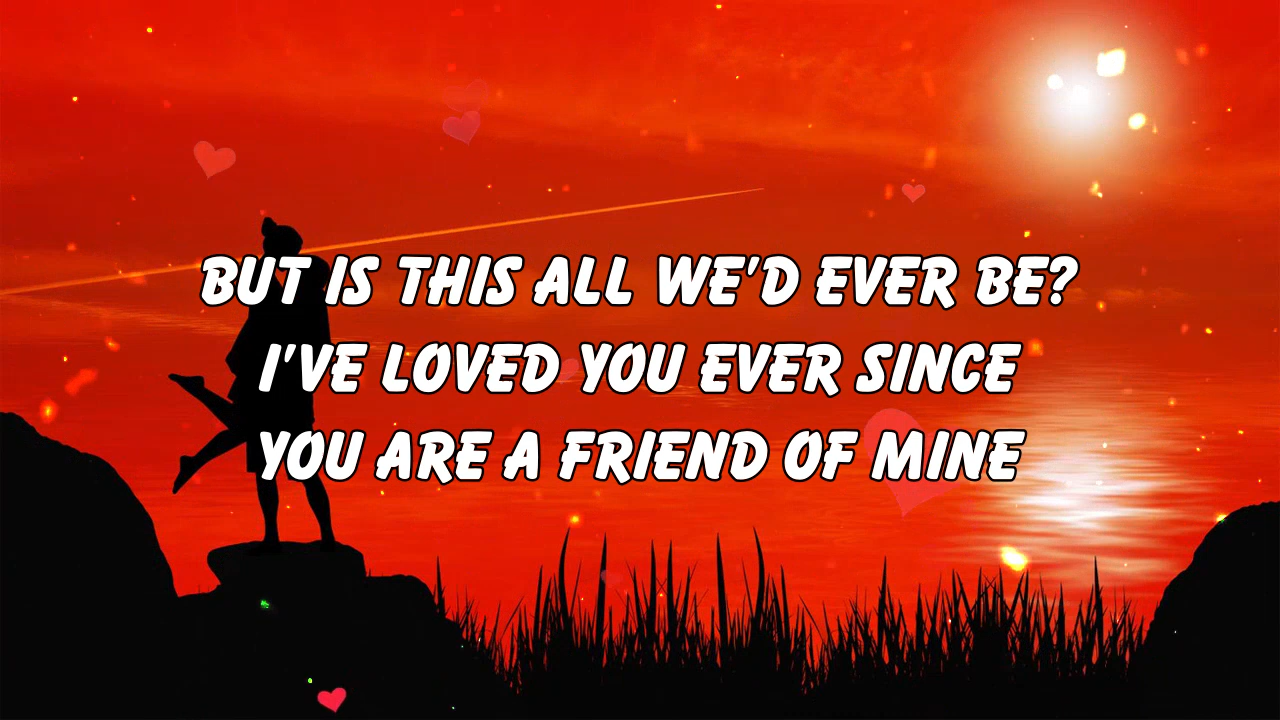 BUT IS THIS ALL WE'D EVER BE?
I'VE LOVED YOU EVER SINCE
YOU ARE A FRIEND OF MINE